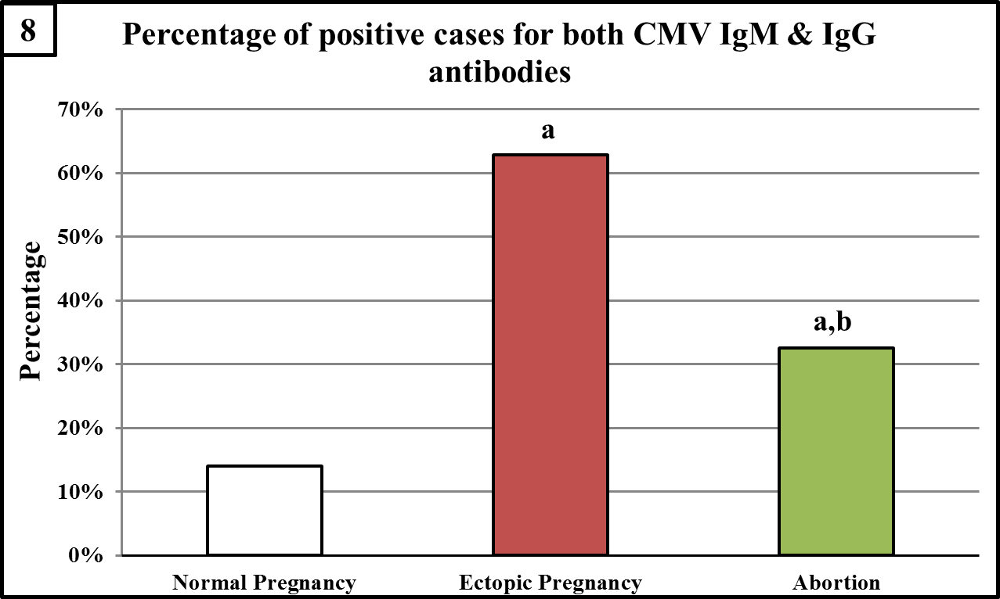 8
Percentage of positive cases for both CMV IgM & IgG
antibodies
70%
60%
50%
40%
30%
20%
10%
0%
Percentage
a
a,b
Normal Pregnancy
Ectopic Pregnancy
Abortion